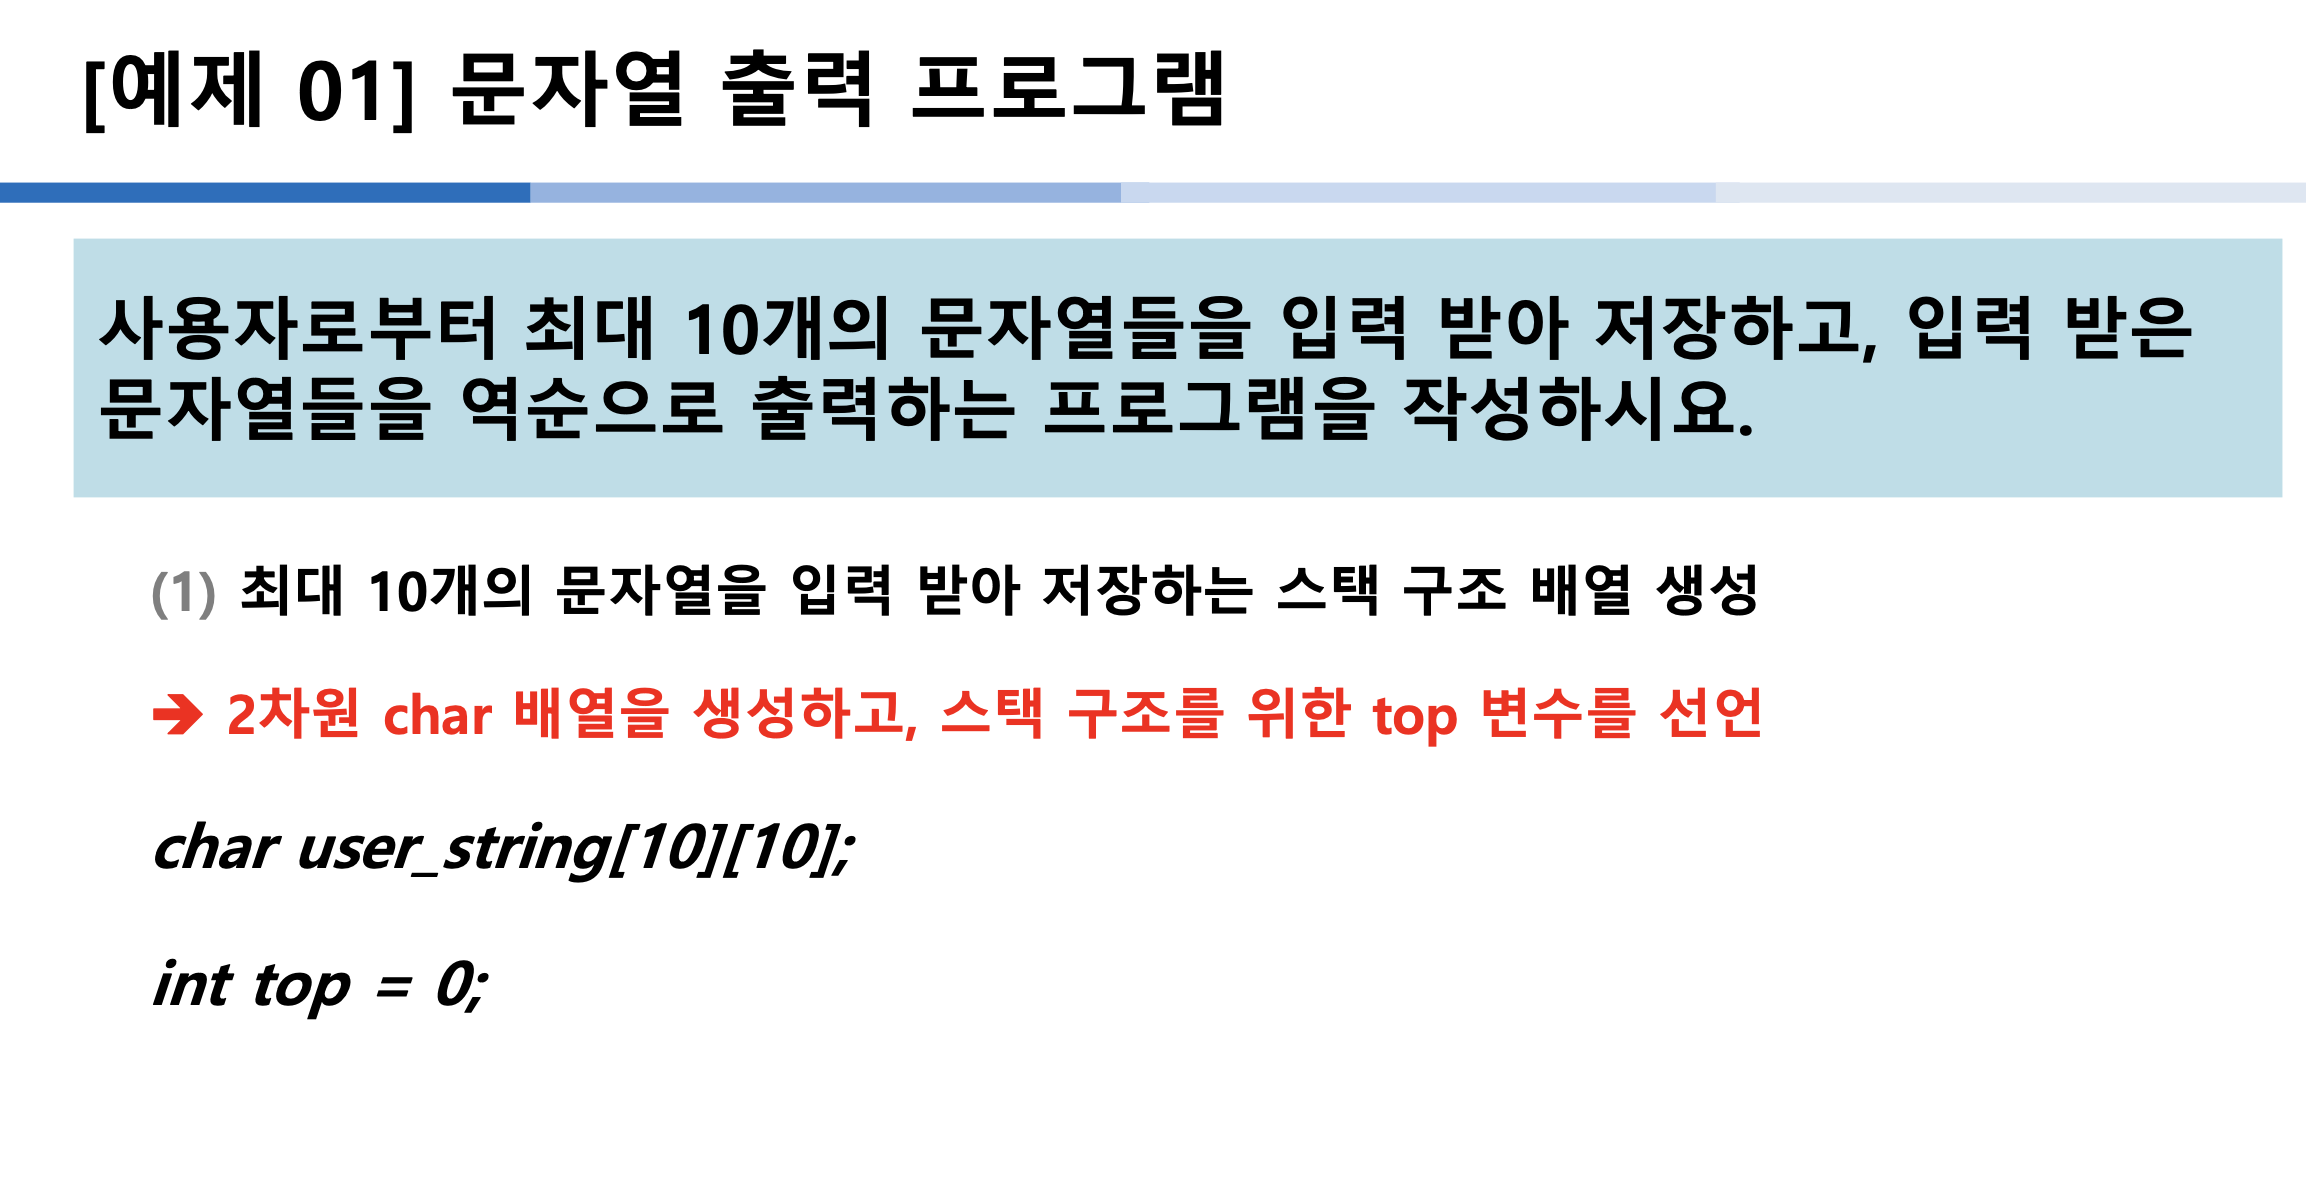 [예제 01] 문자열 출력 프로그램
사용자로부터 최대 10개의 문자열들을 입력 받아 저장하고, 입력 받은
문자열들을 역순으로 출력하는 프로그램을 작성하시요.
(1) 최대 10개의 문자열을 입력 받아 저장하는 스택 구조 배열 생성
➔ 2차원 char 배열을 생성하고, 스택 구조를 위한 top 변수를 선언
char user_string[10][10];
int top = 0;